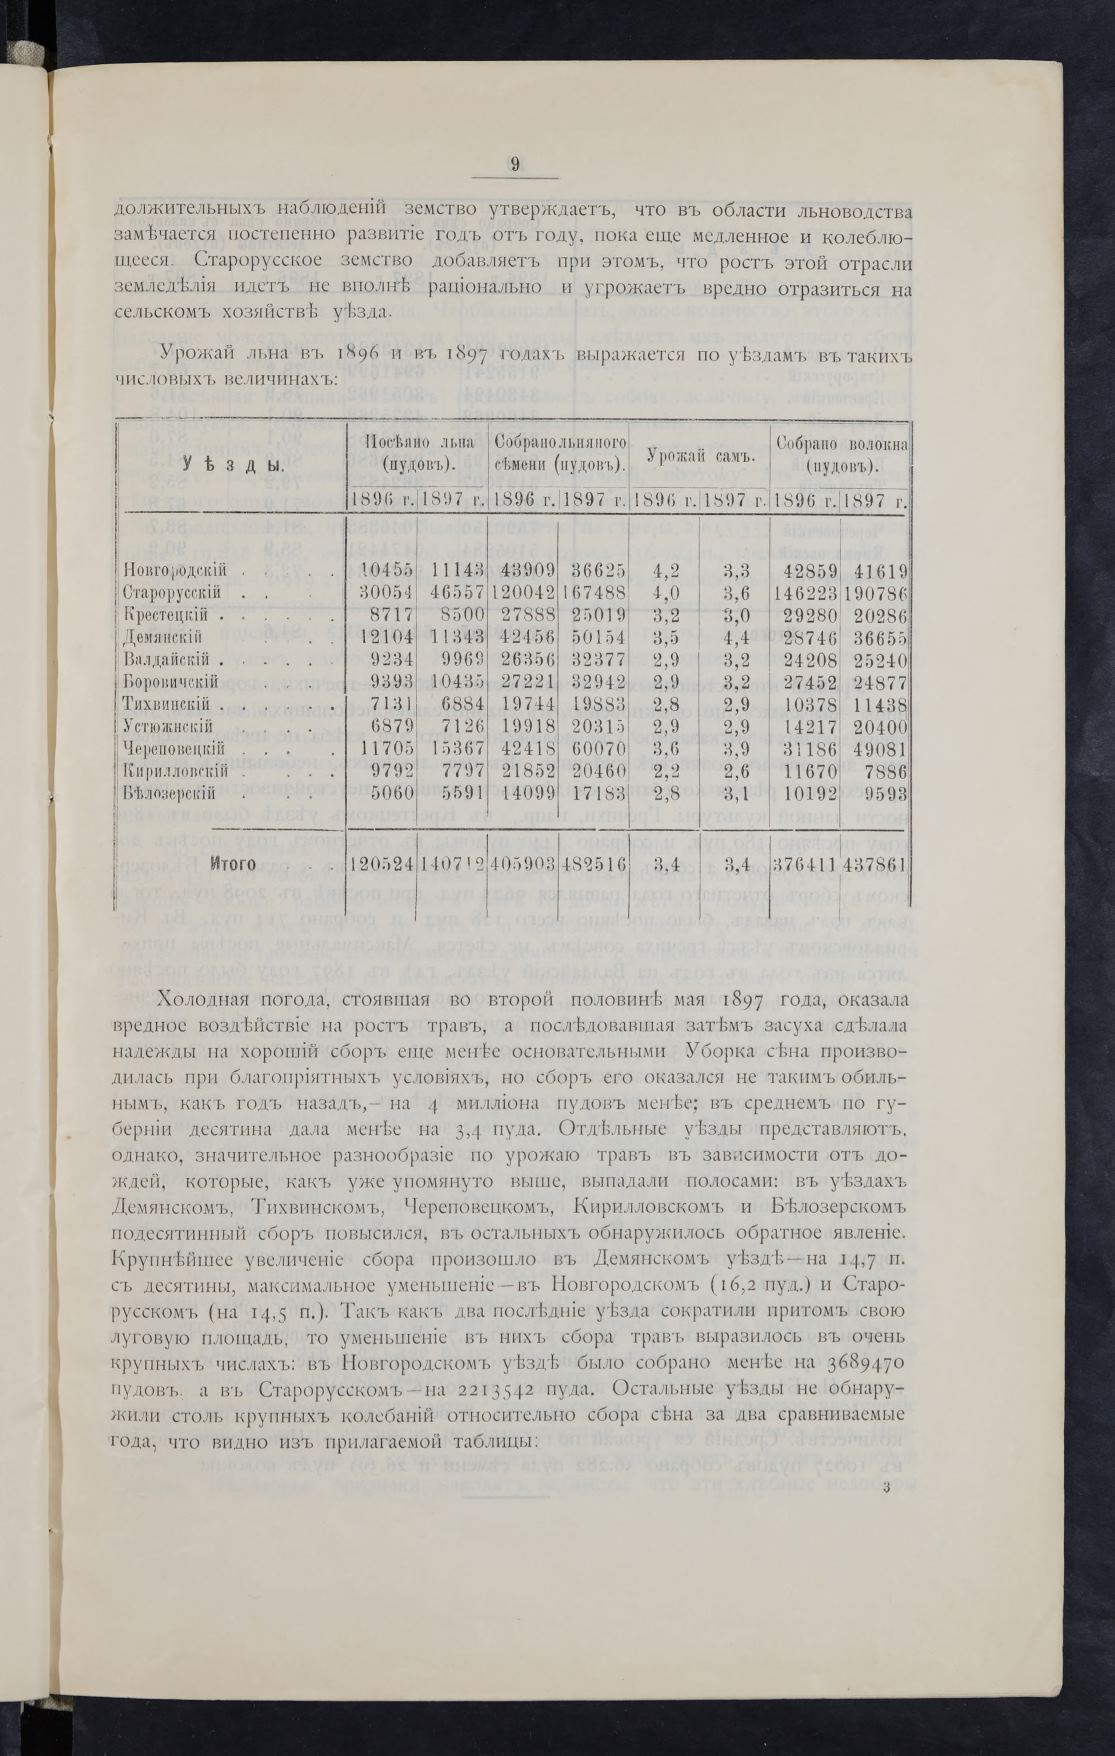 9
должительныхъ наблюденій земство утверждаетъ, что въ области льноводства
замѣчается постепенно развитіе годъ отъ году, пока еще медленное и колеблю-
щееся. Старорусское земство добавляетъ при этомъ, что ростъ этой отрасли
земледѣлія идетъ не вполнѣ раціонально и угрожаетъ вредно отразиться на
сельскомъ хозяйствѣ уѣзда.
Урожай льна въ 1896 и въ 1897 годахъ выражается по уѣздамъ въ такихъ
числовыхъ величинахъ:
Уѣзды. Посѣяно льна (пудовъ). Собрано льняного сѣмени (пудовъ). Урожай самъ. Собрано волокна (пудовъ).
1896 г. 1897 г. 1896 г. 1897 г. 1896 г. 1897 г. 1896 г. 1897 г.
Новгородскій . . . . . 10455 11143 43909 36625 4,2 3,3 42859 41619
Старорусскій . . . 30054 46557 120042 167488 4,0 3,6 146223 190786
Крестецкій . . . . . . 8717 8500 27888 25019 3,2 3,0 29280 20286
Демянскій . . . 12104 11343 42456 50154 3,5 4,4 28746 36655
Валдайскій . . . . . . 9234 9969 26356 32377 2,9 3,2 24208 25240
Боровичскій . . . 9393 10435 27221 32942 2,9 3,2 27452 24877
Тихвинскій . . . . . . 7131 6884 19744 19883 2,8 2,9 10378 11438
Устюжнскій . . . . 6879 7126 19918 20315 2,9 2,9 14217 20400
Череповецкій . . . . 11705 15367 42418 60070 3,6 3,9 31186 49081
Кирилловскій . . . . 9792 7797 21852 20460 2,2 2,6 11670 7886
Бѣлозерскій . . . 5060 5591 14099 17183 2,8 3,1 10192 9593
Итого . . 120524 140712 405903 482516 3,4 3,4 376411 437861
Холодная погода, стоявшая во второй половинѣ мая 1897 года, оказала
вредное воздѣйствіе на ростъ травъ, а послѣдовавшая затѣмъ засуха сдѣлала
надежды на хорошій сборъ еще менѣе основательными Уборка сѣна произво-
дилась при благопріятныхъ условіяхъ, но сборъ его оказался не такимъ обиль-
нымъ, какъ годъ назадъ,— на 4 милліона пудовъ менѣе; въ среднемъ по гу-
берніи десятина дала менѣе на 3,4 пуда. Отдѣльные уѣзды представляютъ,
однако, значительное разнообразіе по урожаю травъ въ зависимости отъ до-
ждей, которые, какъ уже упомянуто выше, выпадали полосами: въ уѣздахъ
Демянскомъ, Тихвинскомъ, Череповецкомъ, Кирилловскомъ и Бѣлозерскомъ
подесятинный сборъ повысился, въ остальныхъ обнаружилось обратное явленіе.
Крупнѣйшее увеличеніе сбора произошло въ Демянскомъ уѣздѣ—на 14,7 п.
съ десятины, максимальное уменьшеніе—въ Новгородскомъ (16,2 пуд.) и Старо-
русскомъ (на 14,5 п.). Такъ какъ два послѣдніе уѣзда сократили притомъ свою
луговую площадь, то уменьшеніе въ нихъ сбора травъ выразилось въ очень
крупныхъ числахъ: въ Новгородскомъ уѣздѣ было собрано менѣе на 3689470
пудовъ, а въ Старорусскомъ—на 2213542 пуда. Остальные уѣзды не обнару-
жили столь крупныхъ колебаній относительно сбора сѣна за два сравниваемые
года, что видно изъ прилагаемой таблицы:
3